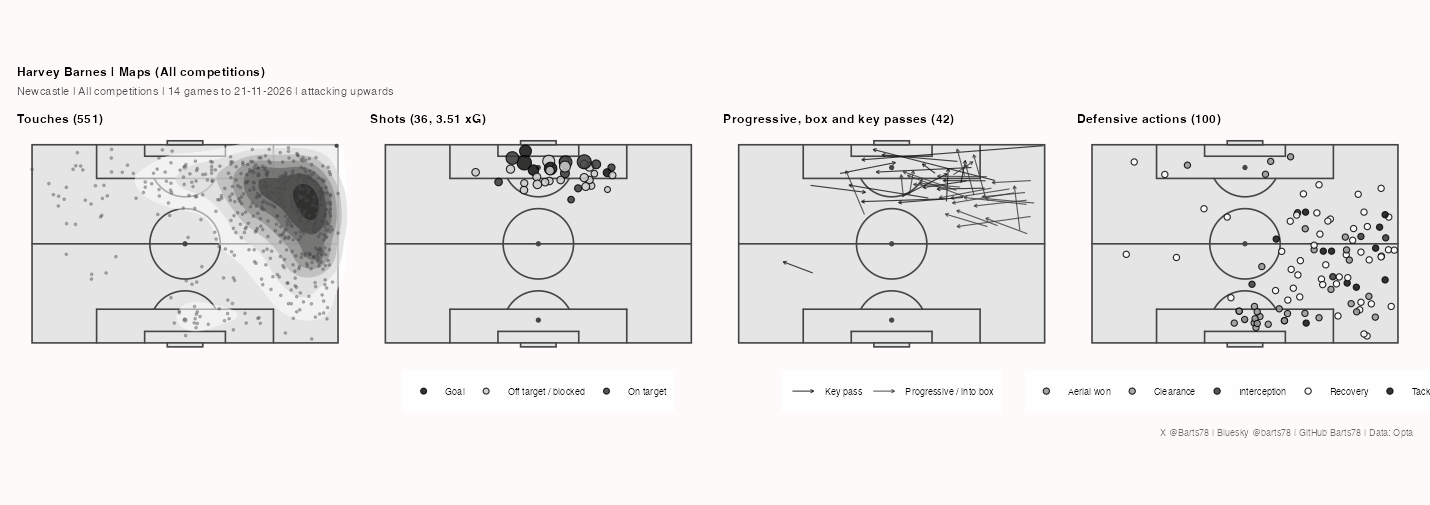 Harvey Barnes | Maps (All competitions)
Newcastle | All competitions | 14 games to 21-11-2026 | attacking upwards
Touches (551)
Shots (36, 3.51 xG)
Progressive, box and key passes (42)
Defensive actions (100)
Goal
Off target / blocked
On target
Key pass
Progressive / into box
Aerial won
Clearance
Interception
Recovery
Tack
X @Barts78 | Bluesky @barts78 | GitHub Barts78 | Data: Opta